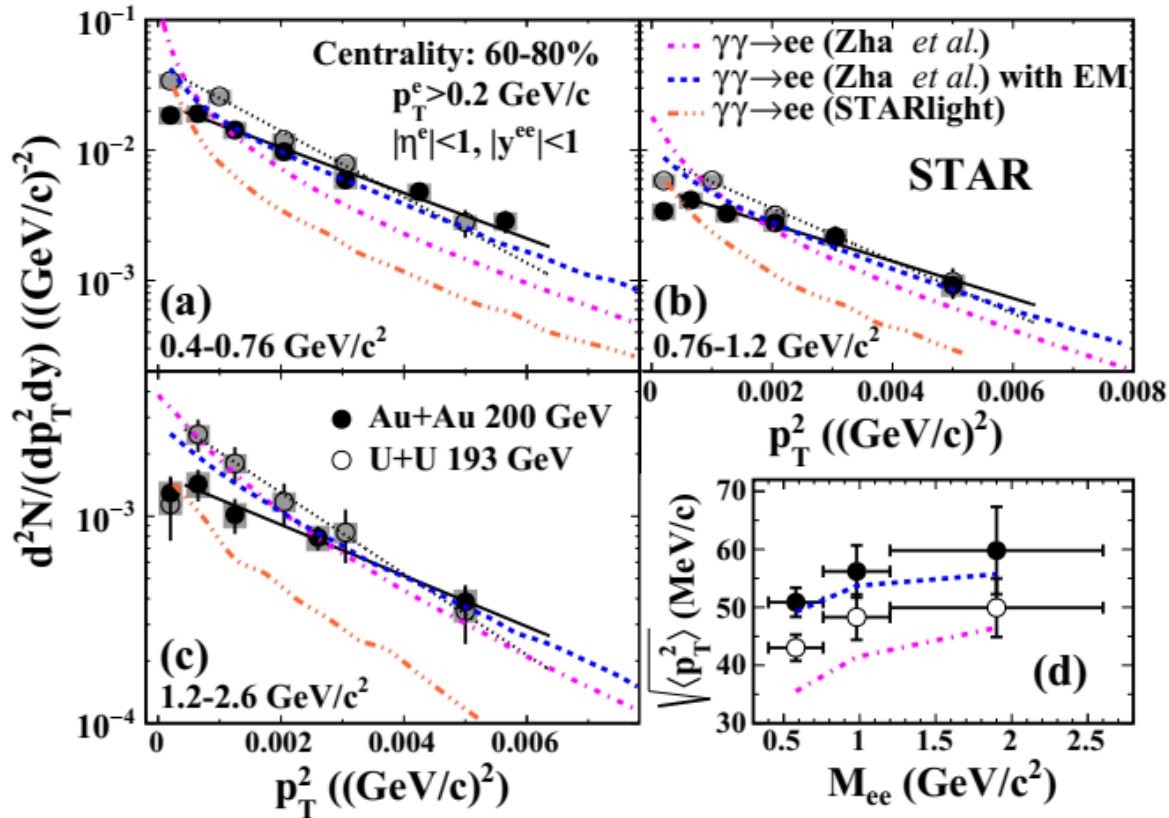 d²N/(dp_T²dy) ((GeV/c)⁻²)
10⁻¹
10⁻²
10⁻³
Centrality: 60-80%
p_T^e>0.2 GeV/c
|η^e|<1, |y^ee|<1
(a)
0.4-0.76 GeV/c²
γγ→ee (Zha et al.)
γγ→ee (Zha et al.) with EM
γγ→ee (STARlight)
STAR
(b)
0.76-1.2 GeV/c²
0.002 0.004 0.006 0.008
p_T² ((GeV/c)²)
10⁻³
10⁻⁴
Au+Au 200 GeV
U+U 193 GeV
(c)
1.2-2.6 GeV/c²
0 0.002 0.004 0.006
p_T² ((GeV/c)²)
√⟨p_T²⟩ (MeV/c)
70
60
50
40
30
(d)
0.5 1 1.5 2 2.5
M_ee (GeV/c²)